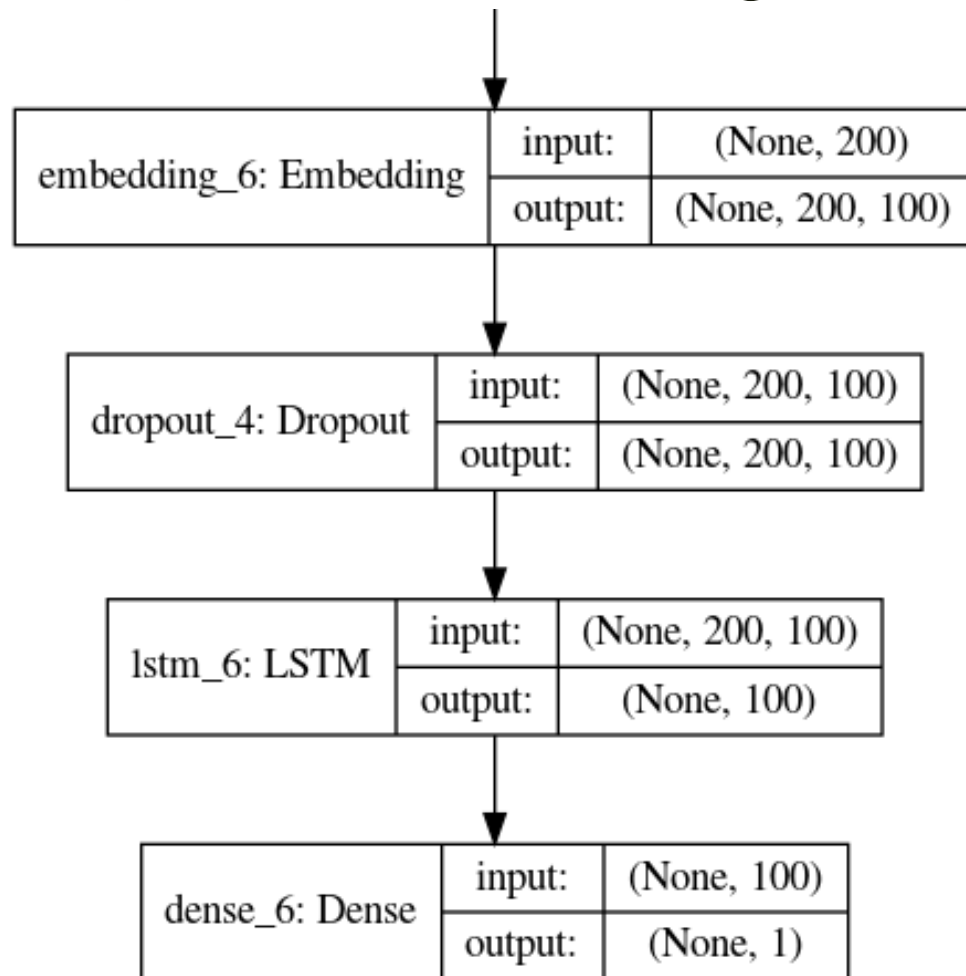 embedding_6: Embedding
input:
(None, 200)
output:
(None, 200, 100)
dropout_4: Dropout
input:
(None, 200, 100)
output:
(None, 200, 100)
lstm_6: LSTM
input:
(None, 200, 100)
output:
(None, 100)
dense_6: Dense
input:
(None, 100)
output:
(None, 1)